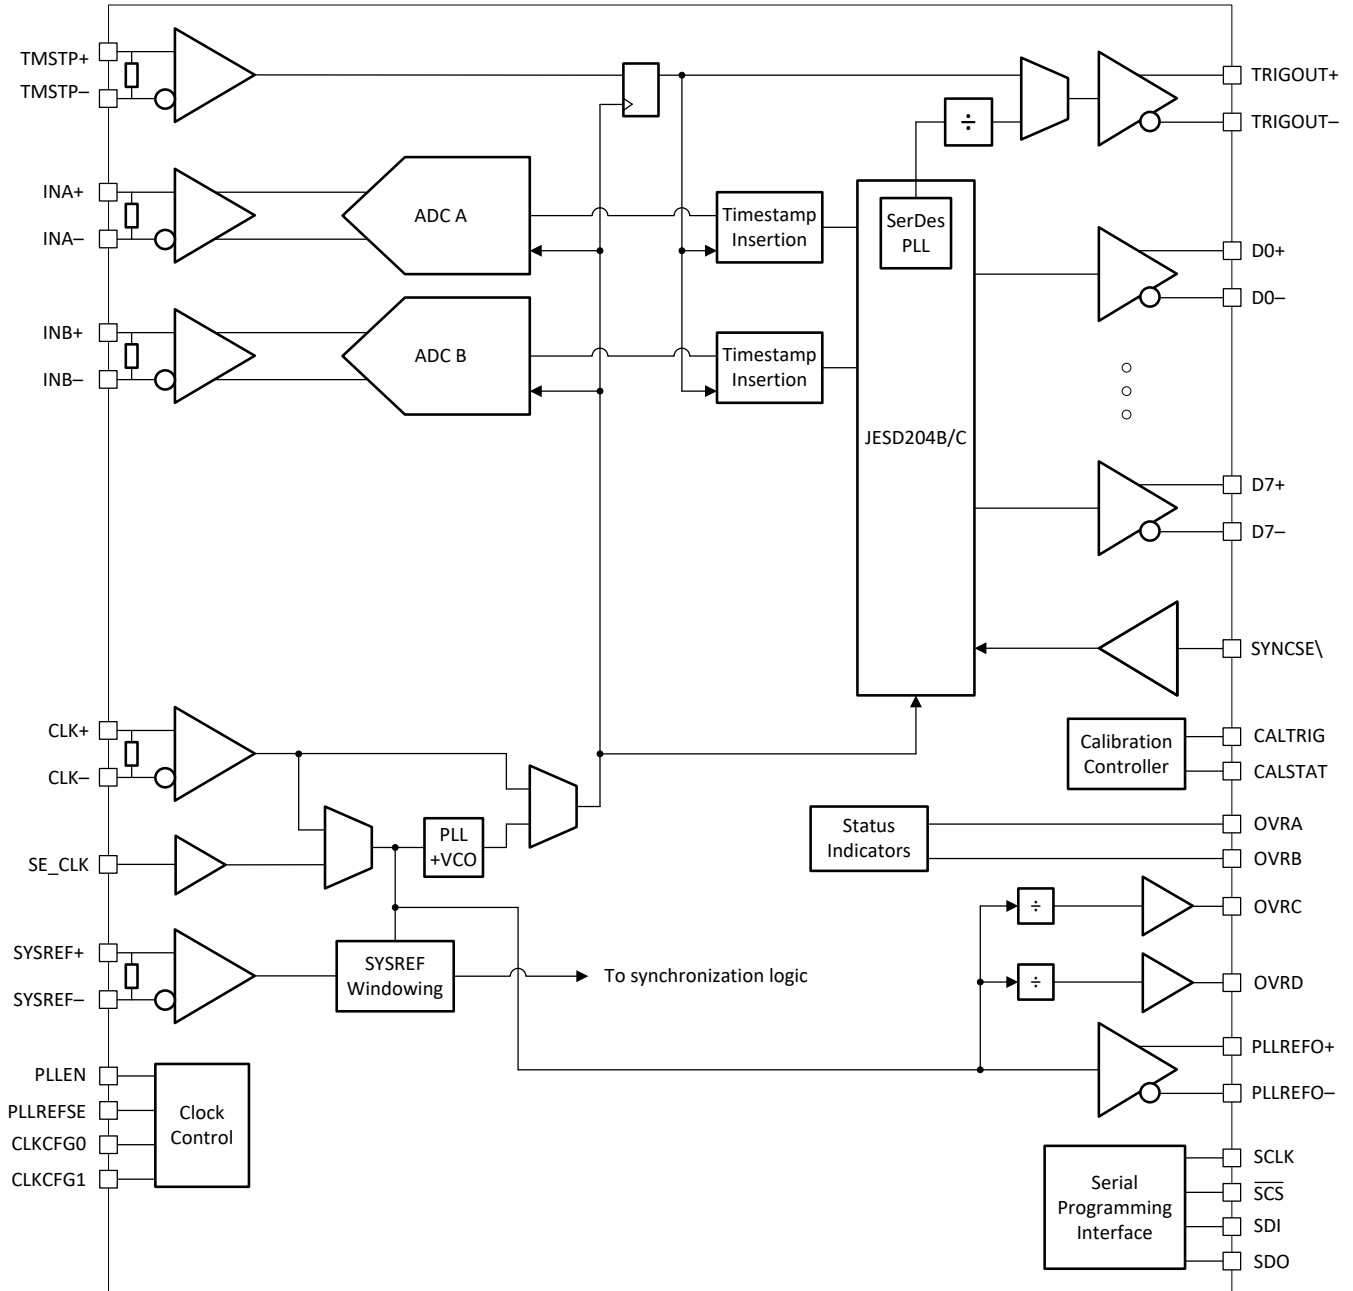 TMSTP+
TMSTP–
TRIGOUT+
TRIGOUT–
÷
INA+
INA–
ADC A
Timestamp
Insertion
SerDes
PLL
D0+
D0–
INB+
INB–
ADC B
Timestamp
Insertion
JESD204B/C
D7+
D7–
SYNCSE\
CLK+
CLK–
Calibration
Controller
CALTRIG
CALSTAT
SE_CLK
PLL
+VCO
Status
Indicators
OVRA
OVRB
÷
OVRC
SYSREF+
SYSREF–
SYSREF
Windowing
To synchronization logic
÷
OVRD
PLLREFO+
PLLREFO–
PLLEN
PLLREFSE
CLKCFG0
CLKCFG1
Clock
Control
Serial
Programming
Interface
SCLK
S̅C̅S̅
SDI
SDO